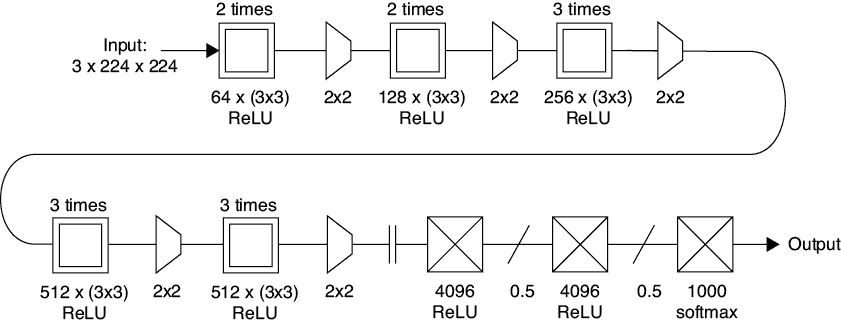 2 times
2 times
3 times
Input:
3 x 224 x 224
64 x (3x3)
ReLU
2x2
128 x (3x3)
ReLU
2x2
256 x (3x3)
ReLU
2x2
3 times
3 times
Output
512 x (3x3)
ReLU
2x2
512 x (3x3)
ReLU
2x2
4096
ReLU
0.5
4096
ReLU
0.5
1000
softmax